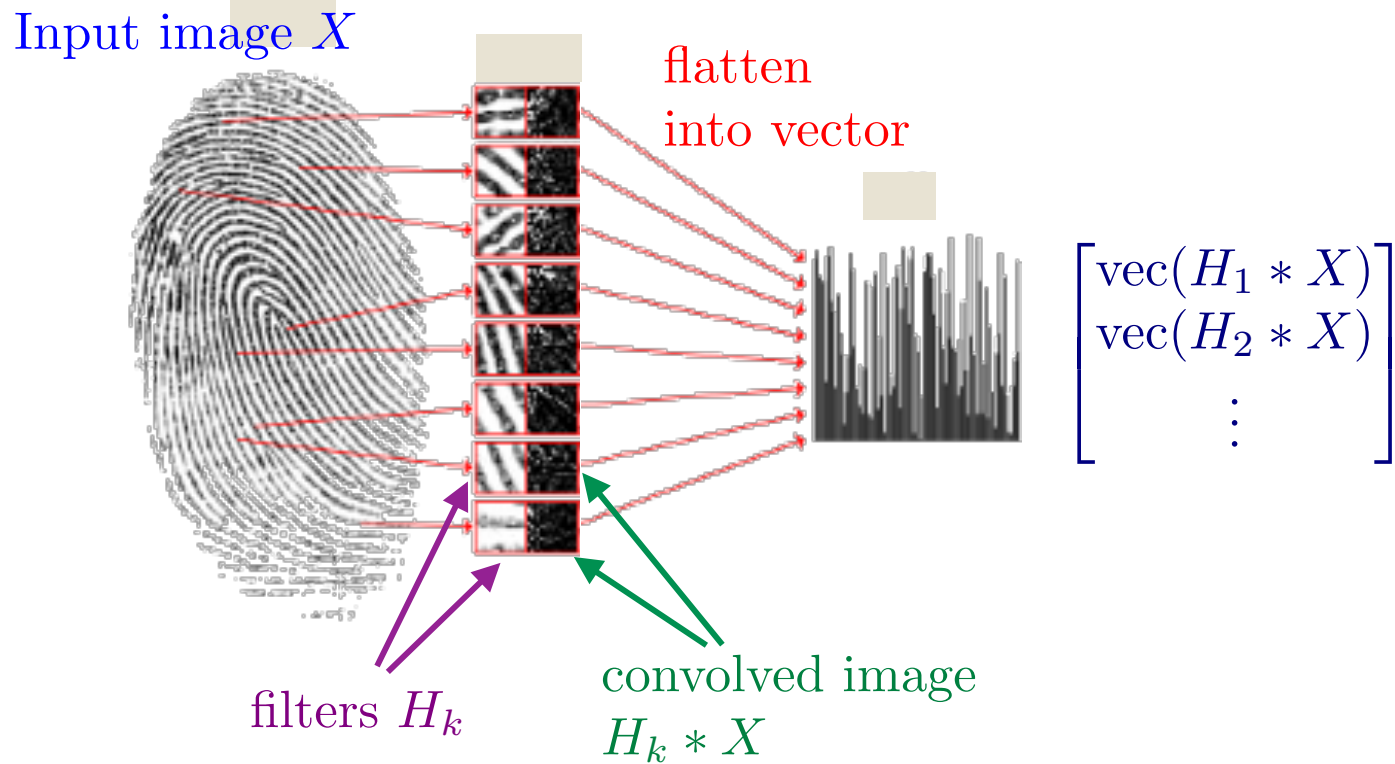 Input image X
flatten
into vector
vec(H₁ * X)
vec(H₂ * X)
⋮
filters Hₖ
convolved image
Hₖ * X